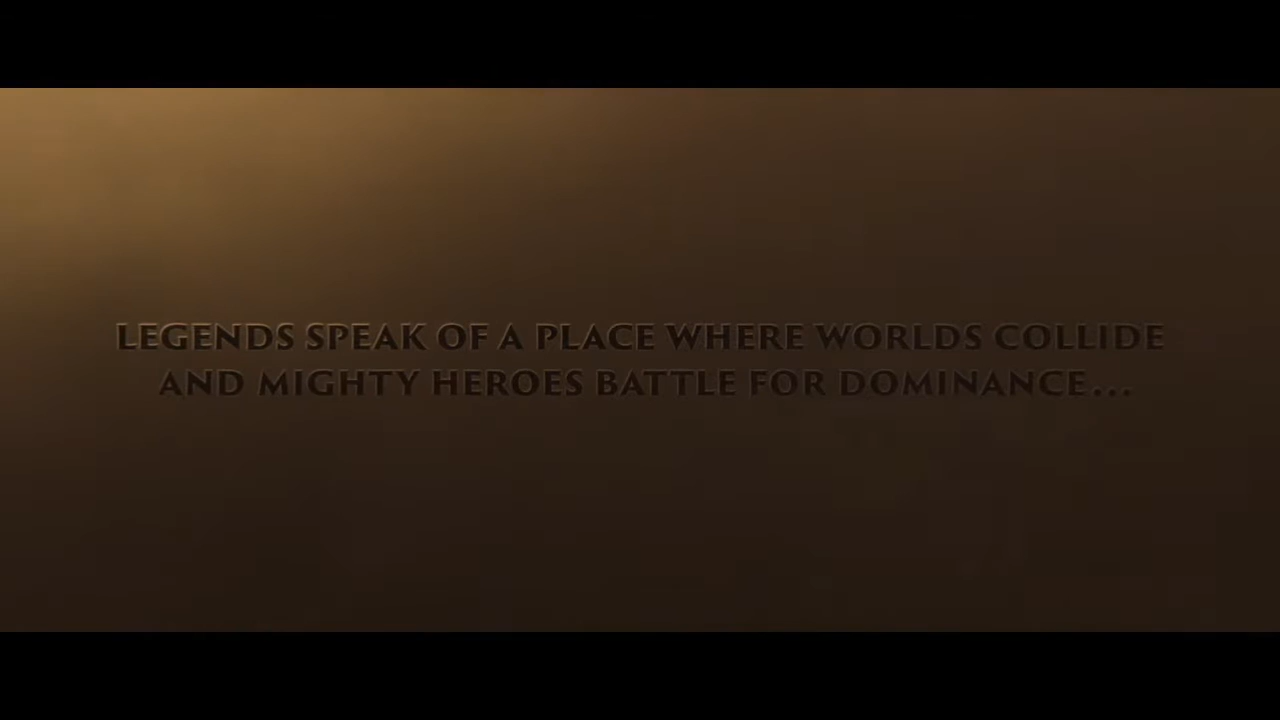 LEGENDS SPEAK OF A PLACE WHERE WORLDS COLLIDE
AND MIGHTY HEROES BATTLE FOR DOMINANCE...